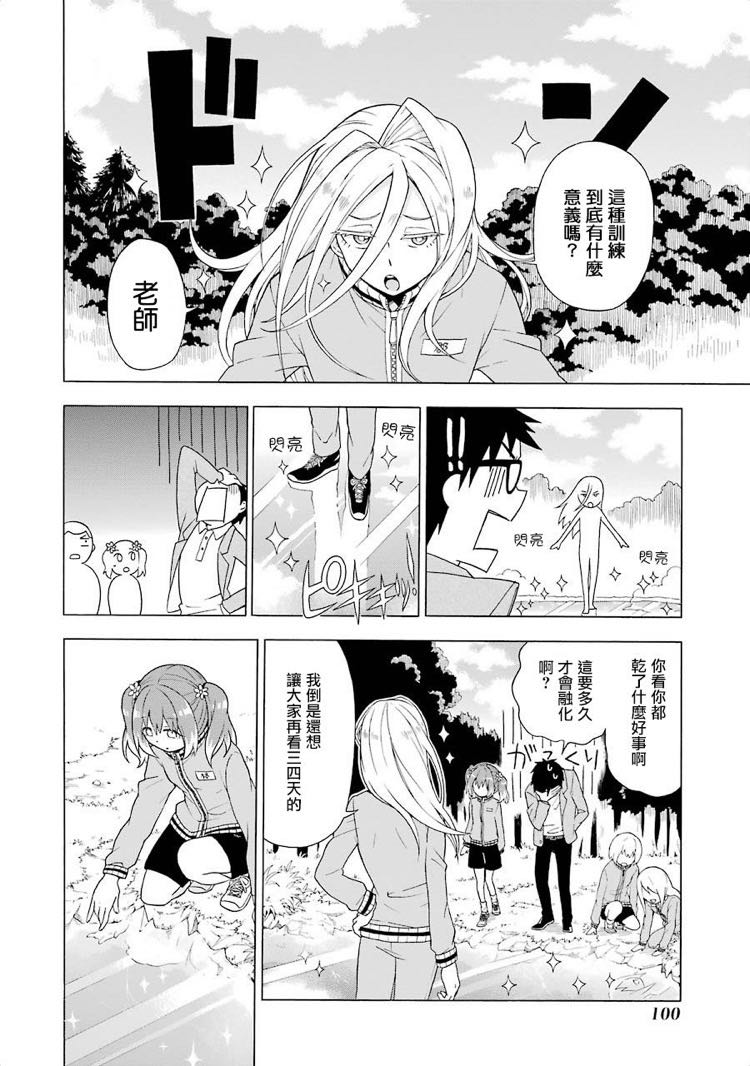 ドン
這種訓練
到底有什麼
意義嗎?
老師
!!
閃亮
閃亮
閃亮
閃亮
ピキキッ!
你看你都
乾了什麼好事啊
這要多久
才會融化
啊?
がっくり
我倒是還想
讓大家再看三四天的
100